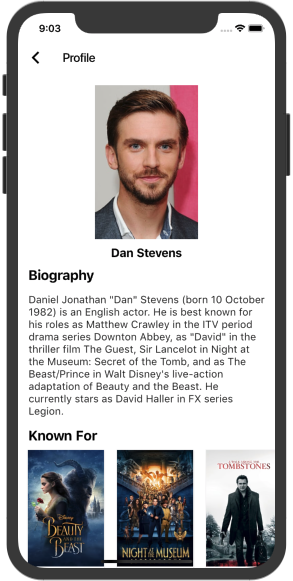 9:03
Profile
Dan Stevens
Biography
Daniel Jonathan "Dan" Stevens (born 10 October
1982) is an English actor. He is best known for
his roles as Matthew Crawley in the ITV period
drama series Downton Abbey, as "David" in the
thriller film The Guest, Sir Lancelot in Night at
the Museum: Secret of the Tomb, and as The
Beast/Prince in Walt Disney's live-action
adaptation of Beauty and the Beast. He
currently stars as David Haller in FX series
Legion.
Known For
Disney
BEAUTY
AND THE
BEAST
NIGHT AT THE MUSEUM
A WALK AMONG THE
TOMBSTONES